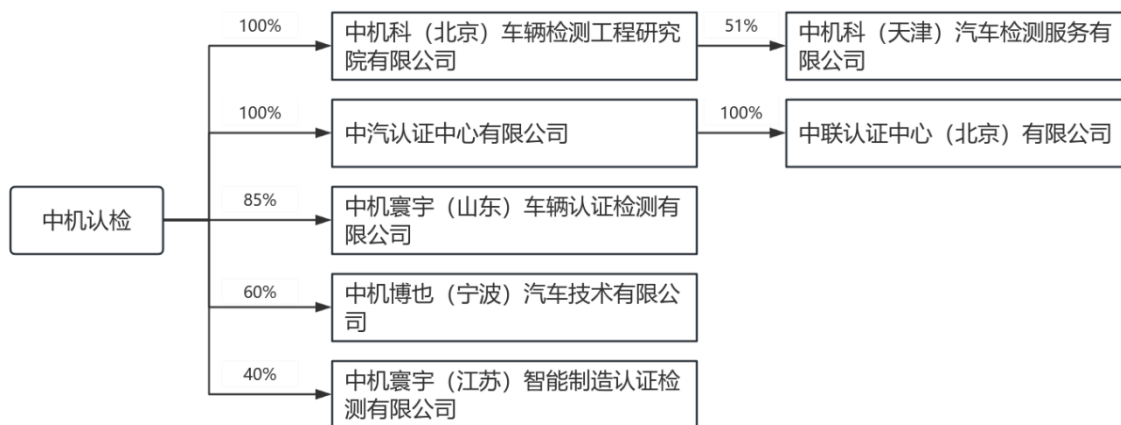 100%
中机科（北京）车辆检测工程研究
院有限公司
51%
中机科（天津）汽车检测服务有
限公司
100%
中汽认证中心有限公司
100%
中联认证中心（北京）有限公司
中机认检
85%
中机寰宇（山东）车辆认证检测有
限公司
60%
中机博也（宁波）汽车技术有限公
司
40%
中机寰宇（江苏）智能制造认证检
测有限公司